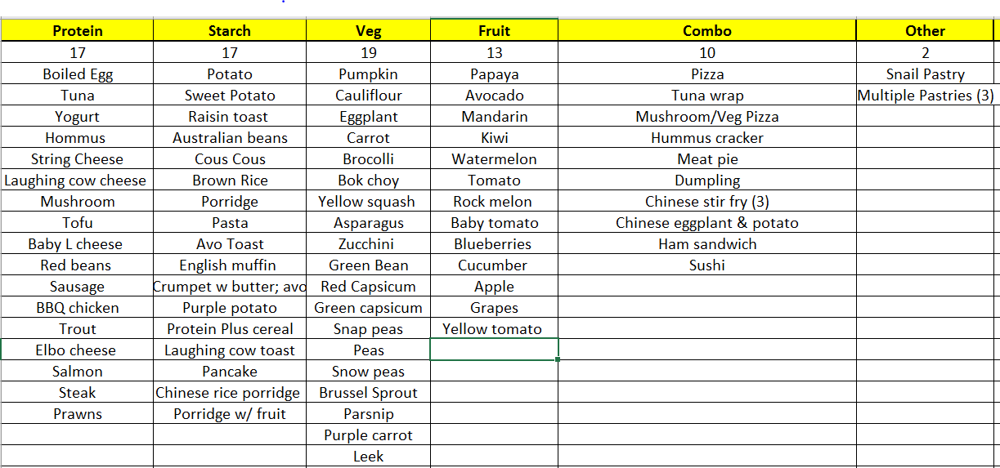 Protein Starch Veg Fruit Combo Other
17 17 19 13 10 2
Boiled Egg Potato Pumpkin Papaya Pizza Snail Pastry
Tuna Sweet Potato Cauliflour Avocado Tuna wrap Multiple Pastries (3)
Yogurt Raisin toast Eggplant Mandarin Mushroom/Veg Pizza
Hommus Australian beans Carrot Kiwi Hummus cracker
String Cheese Cous Cous Brocolli Watermelon Meat pie
Laughing cow cheese Brown Rice Bok choy Tomato Dumpling
Mushroom Porridge Yellow squash Rock melon Chinese stir fry (3)
Tofu Pasta Asparagus Baby tomato Chinese eggplant & potato
Baby L cheese Avo Toast Zucchini Blueberries Ham sandwich
Red beans English muffin Green Bean Cucumber Sushi
Sausage Crumpet w butter; avo Red Capsicum Apple
BBQ chicken Purple potato Green capsicum Grapes
Trout Protein Plus cereal Snap peas Yellow tomato
Elbo cheese Laughing cow toast Peas
Salmon Pancake Snow peas
Steak Chinese rice porridge Brussel Sprout
Prawns Porridge w/ fruit Parsnip
Purple carrot
Leek